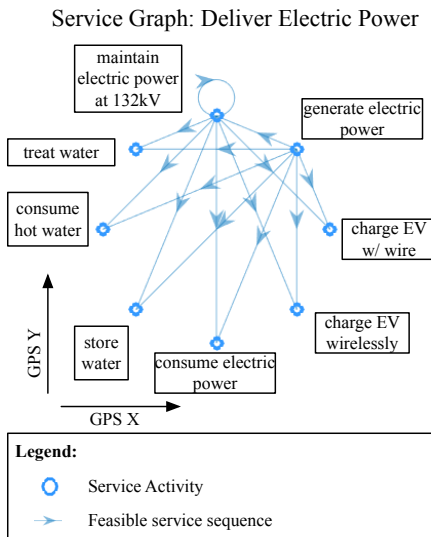 Service Graph: Deliver Electric Power
maintain
electric power
at 132kV
generate electric
power
treat water
consume
hot water
charge EV
w/ wire
store
water
consume electric
power
charge EV
wirelessly
GPS Y
GPS X
Legend:
Service Activity
Feasible service sequence